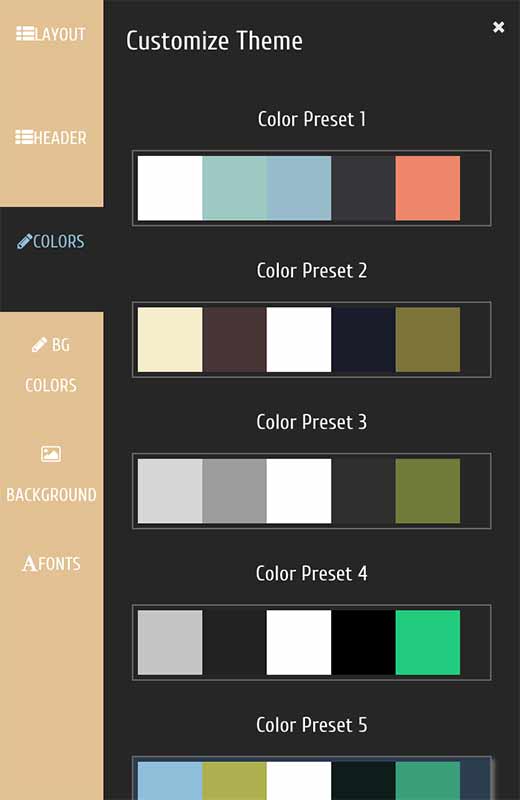 LAYOUT
HEADER
COLORS
BG
COLORS
BACKGROUND
FONTS
Customize Theme
Color Preset 1
Color Preset 2
Color Preset 3
Color Preset 4
Color Preset 5